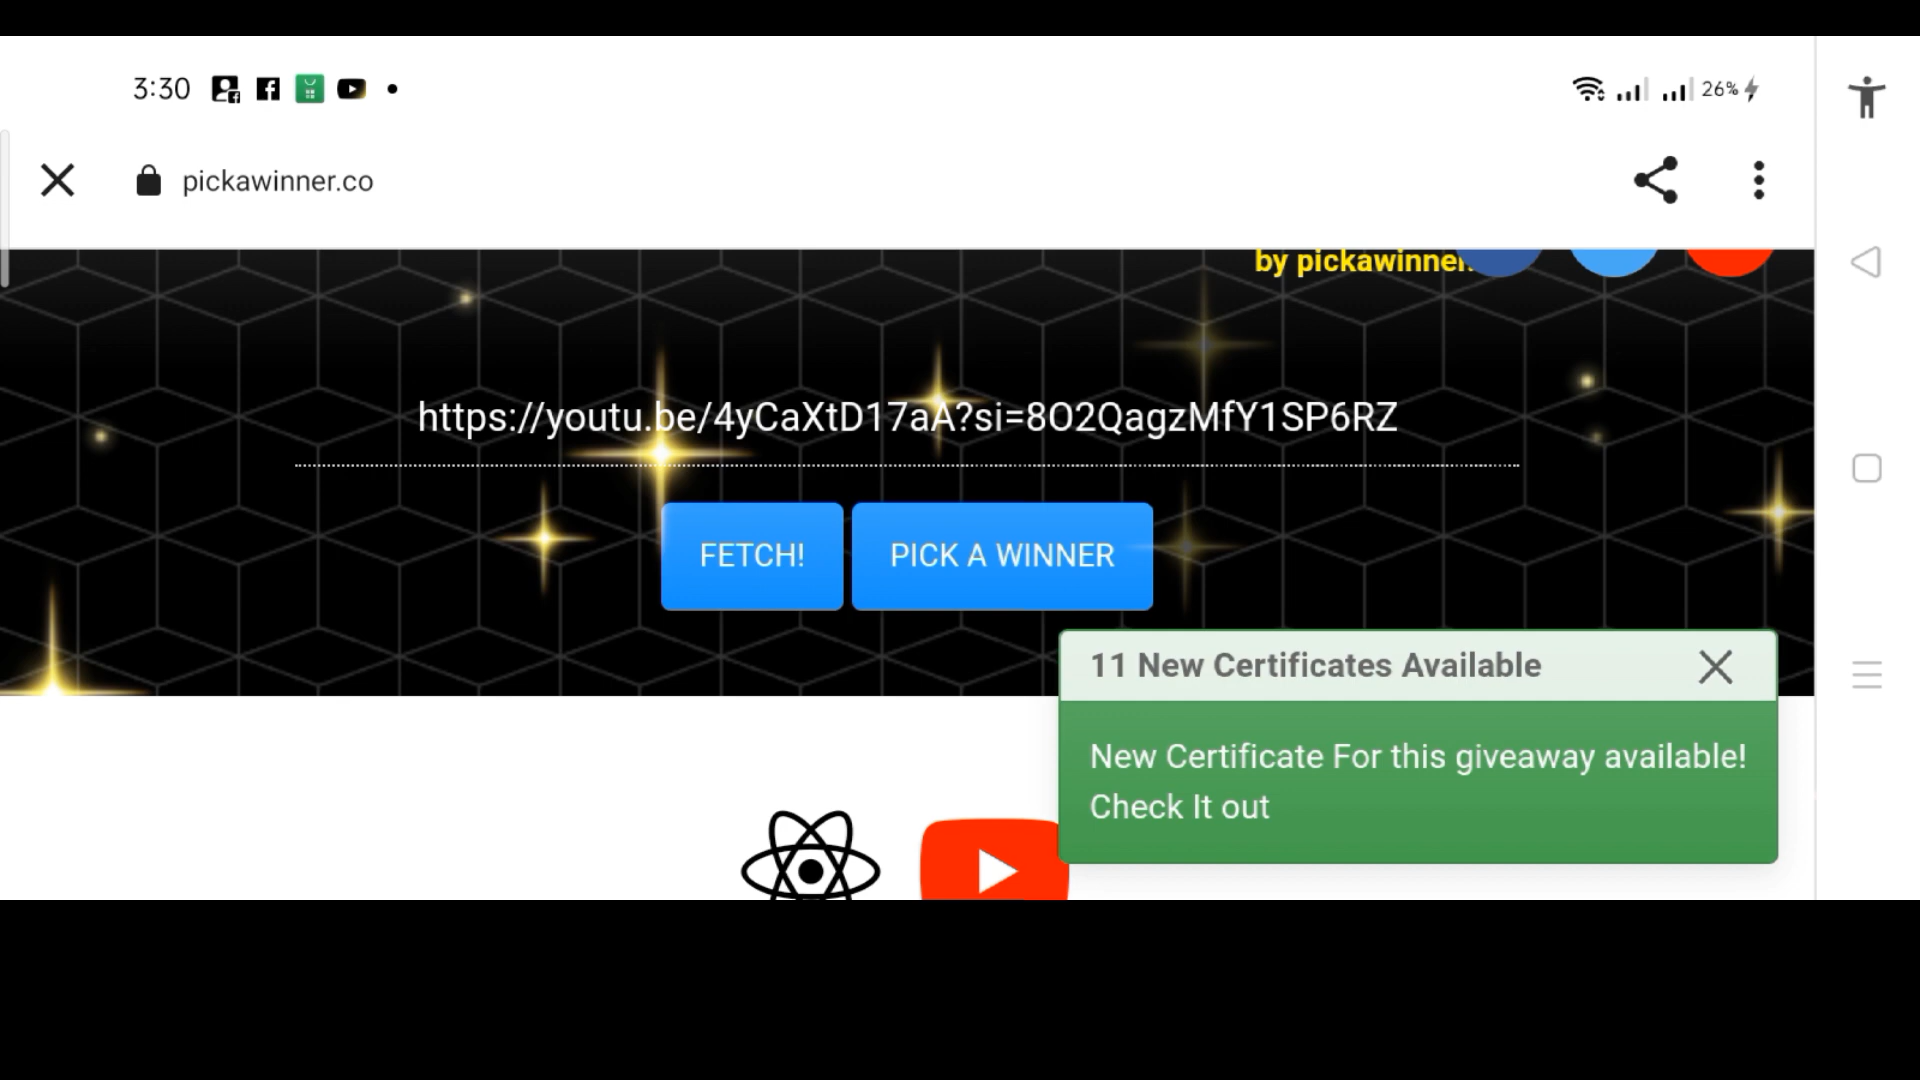 3:30
26%
pickawinner.co
by pickawinner.
https://youtu.be/4yCaXtD17aA?si=8O2QagzMfY1SP6RZ
FETCH!
PICK A WINNER
11 New Certificates Available
New Certificate For this giveaway available!
Check It out